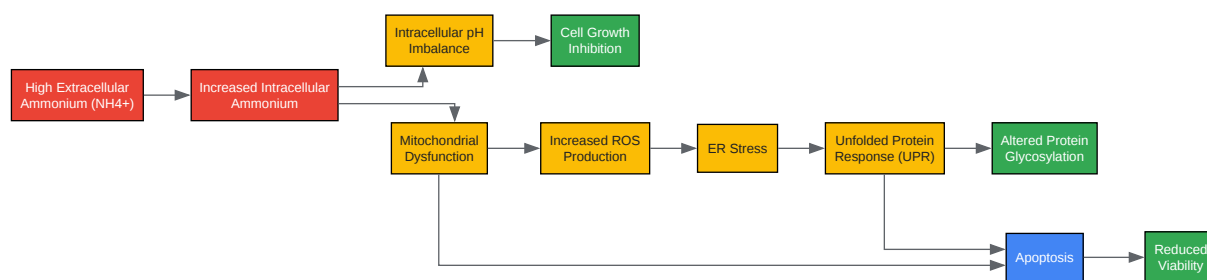 Intracellular pH
Imbalance
Cell Growth
Inhibition
High Extracellular
Ammonium (NH4+)
Increased Intracellular
Ammonium
Mitochondrial
Dysfunction
Increased ROS
Production
ER Stress
Unfolded Protein
Response (UPR)
Altered Protein
Glycosylation
Apoptosis
Reduced
Viability